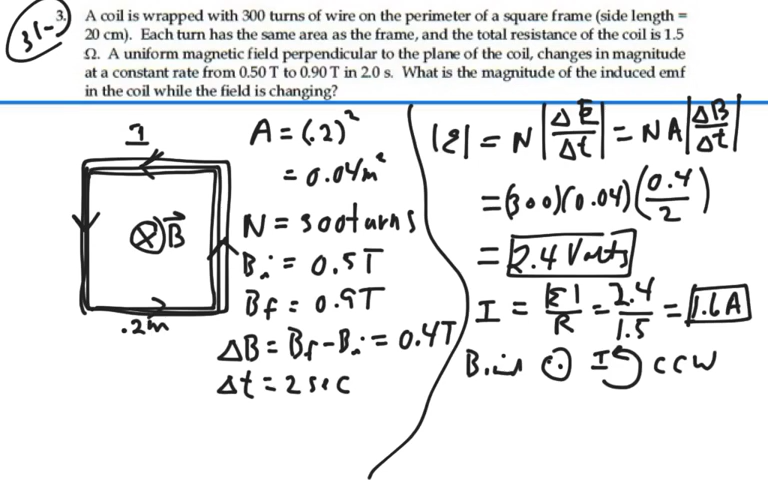 31-3
3. A coil is wrapped with 300 turns of wire on the perimeter of a square frame (side length =
20 cm). Each turn has the same area as the frame, and the total resistance of the coil is 1.5
Ω. A uniform magnetic field perpendicular to the plane of the coil, changes in magnitude
at a constant rate from 0.50 T to 0.90 T in 2.0 s. What is the magnitude of the induced emf
in the coil while the field is changing?
I
⊗ B⃗
.2m
A = (.2)²
= 0.04m²
N = 300turns
Bi = 0.5T
Bf = 0.9T
ΔB = Bf - Bi = 0.4T
Δt = 2 sec
|ε| = N |ΔΦ/Δt| = NA |ΔB/Δt|
= (300)(0.04)(0.4/2)
= 2.4 Volts
I = |ε|/R = 2.4/1.5 = 1.6A
Bin ⊙ I CCW